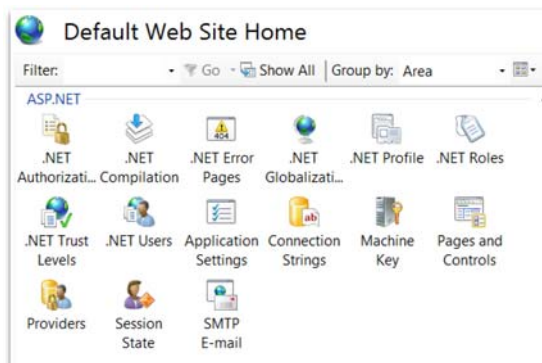 Default Web Site Home
Filter: Go Show All Group by: Area
ASP.NET
.NET Authorizati...
.NET Compilation
.NET Error Pages
.NET Globalizati...
.NET Profile
.NET Roles
.NET Trust Levels
.NET Users
Application Settings
Connection Strings
Machine Key
Pages and Controls
Providers
Session State
SMTP E-mail